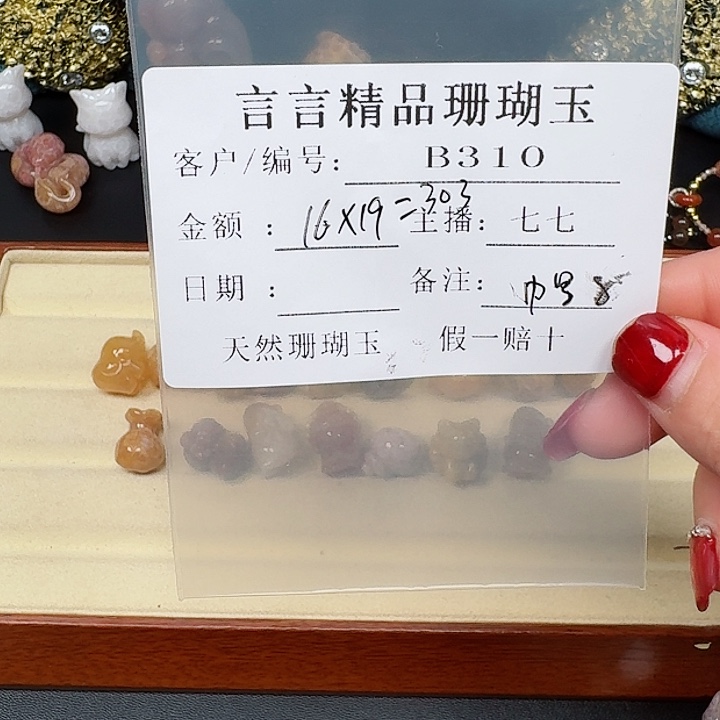 言言精品珊瑚玉
客户/编号: B310
金额 : 16X19=303 主播: 七七
日期 : 备注:
天然珊瑚玉 假一赔十